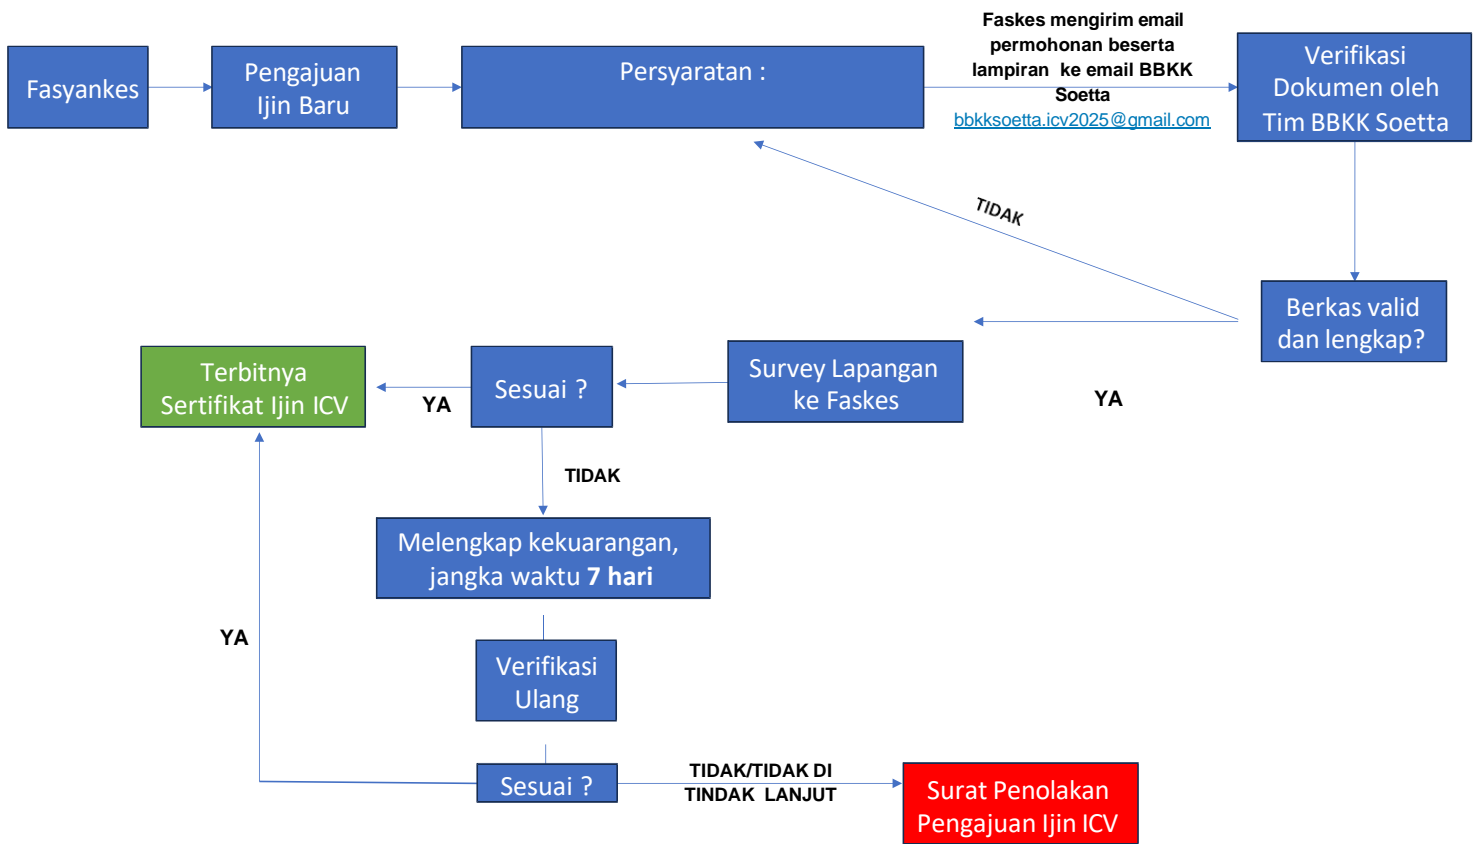 Fasyankes
Pengajuan
Ijin Baru
Persyaratan :
Faskes mengirim email
permohonan beserta
lampiran ke email BBKK
Soetta
bbkksoetta.icv2025@gmail.com
Verifikasi
Dokumen oleh
Tim BBKK Soetta
TIDAK
Berkas valid
dan lengkap?
YA
Survey Lapangan
ke Faskes
Sesuai ?
YA
Terbitnya
Sertifikat Ijin ICV
TIDAK
Melengkap kekuarangan,
jangka waktu 7 hari
YA
Verifikasi
Ulang
Sesuai ?
TIDAK/TIDAK DI
TINDAK LANJUT
Surat Penolakan
Pengajuan Ijin ICV